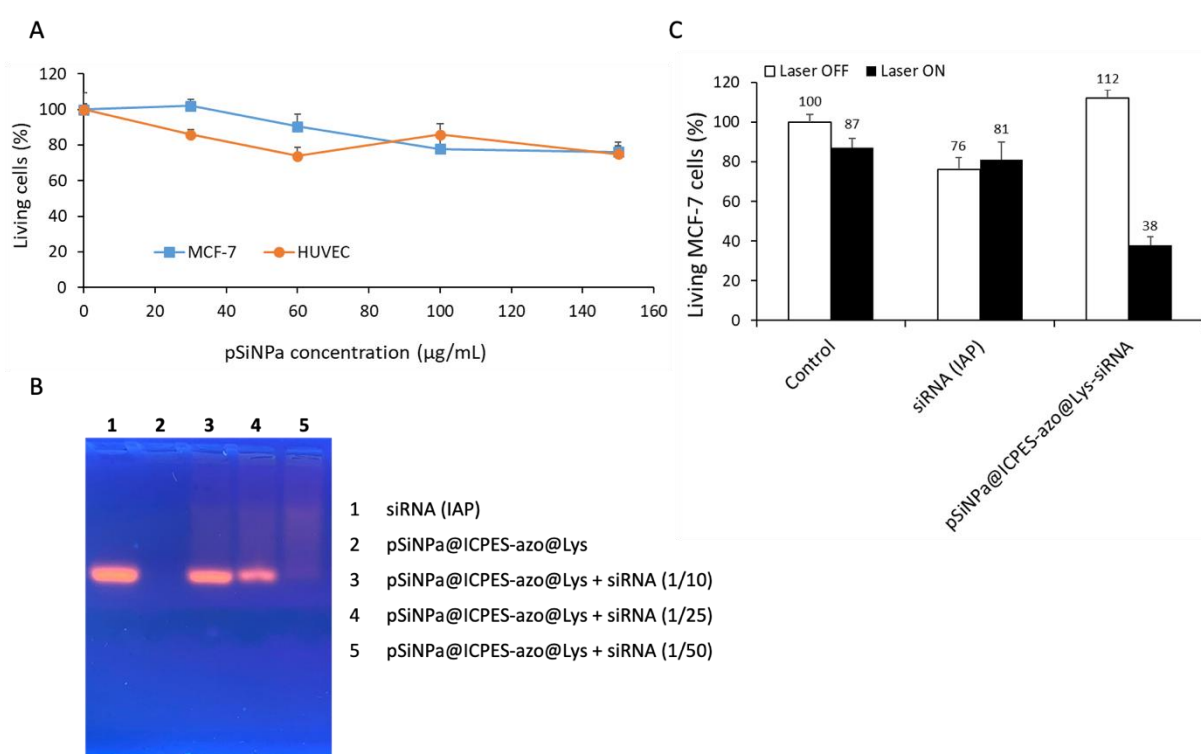 A
Living cells (%)
120
100
80
60
40
20
0
0 20 40 60 80 100 120 140 160
MCF-7 HUVEC
pSiNPa concentration (µg/mL)
B
1 2 3 4 5
1 siRNA (IAP)
2 pSiNPa@ICPES-azo@Lys
3 pSiNPa@ICPES-azo@Lys + siRNA (1/10)
4 pSiNPa@ICPES-azo@Lys + siRNA (1/25)
5 pSiNPa@ICPES-azo@Lys + siRNA (1/50)
C
Laser OFF Laser ON
Living MCF-7 cells (%)
120
100
80
60
40
20
0
100 87 76 81 112 38
Control
siRNA (IAP)
pSiNPa@ICPES-azo@Lys-siRNA